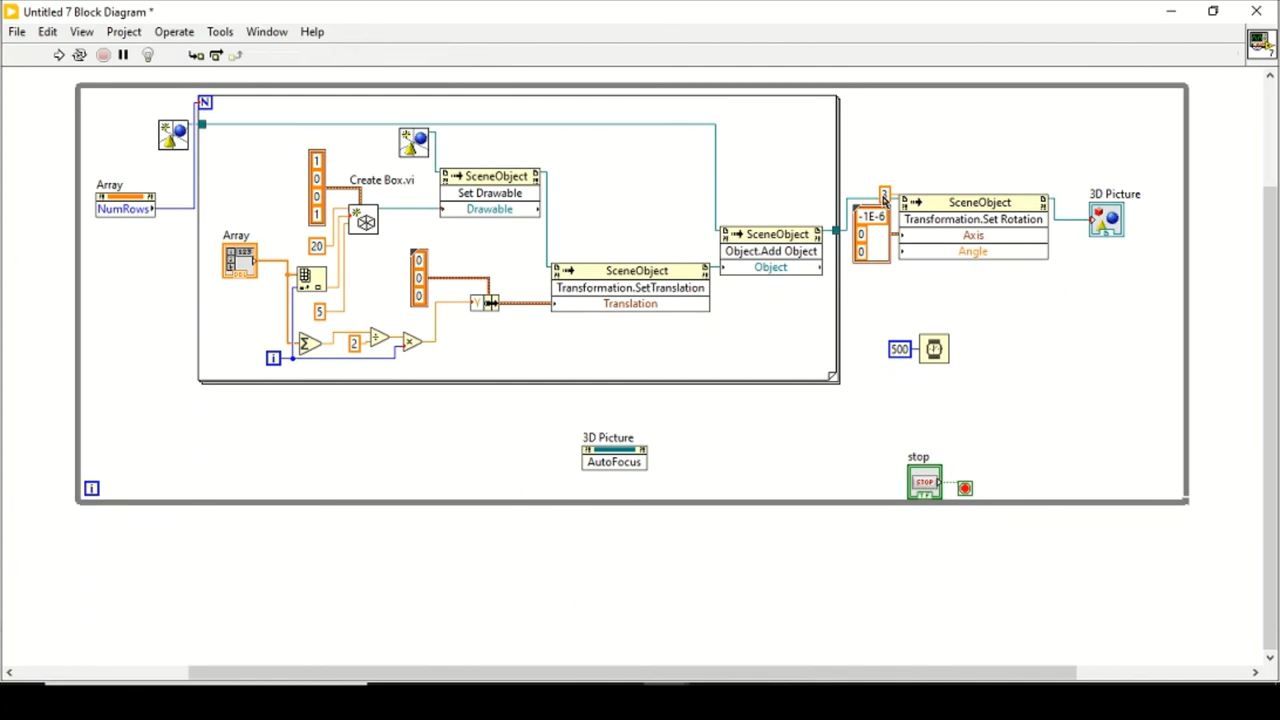 Untitled 7 Block Diagram *
File Edit View Project Operate Tools Window Help
7
N
Array
NumRows
1
0
0
1
Create Box.vi
SceneObject
Set Drawable
Drawable
20
Array
123
5
0
0
0
Y
SceneObject
Transformation.SetTranslation
Translation
SceneObject
Object.Add Object
Object
2
i
-1E-6
0
0
SceneObject
Transformation.Set Rotation
Axis
Angle
3D Picture
500
3D Picture
AutoFocus
stop
STOP
TF
i